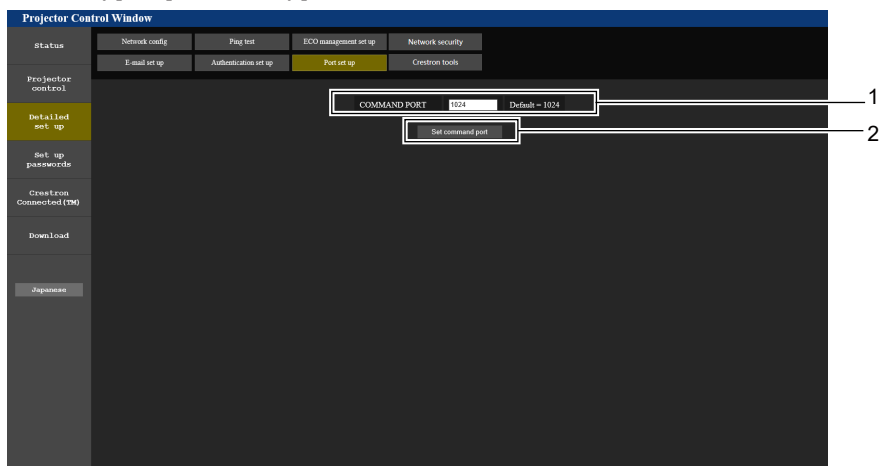 Projector Control Window
Status
Network config
Ping test
ECO management set up
Network security
E-mail set up
Authentication set up
Port set up
Crestron tools
Projector
control
Detailed
set up
Set up
passwords
Crestron
Connected(TM)
Download
Japanese
COMMAND PORT 1024 Default = 1024
1
Set command port
2